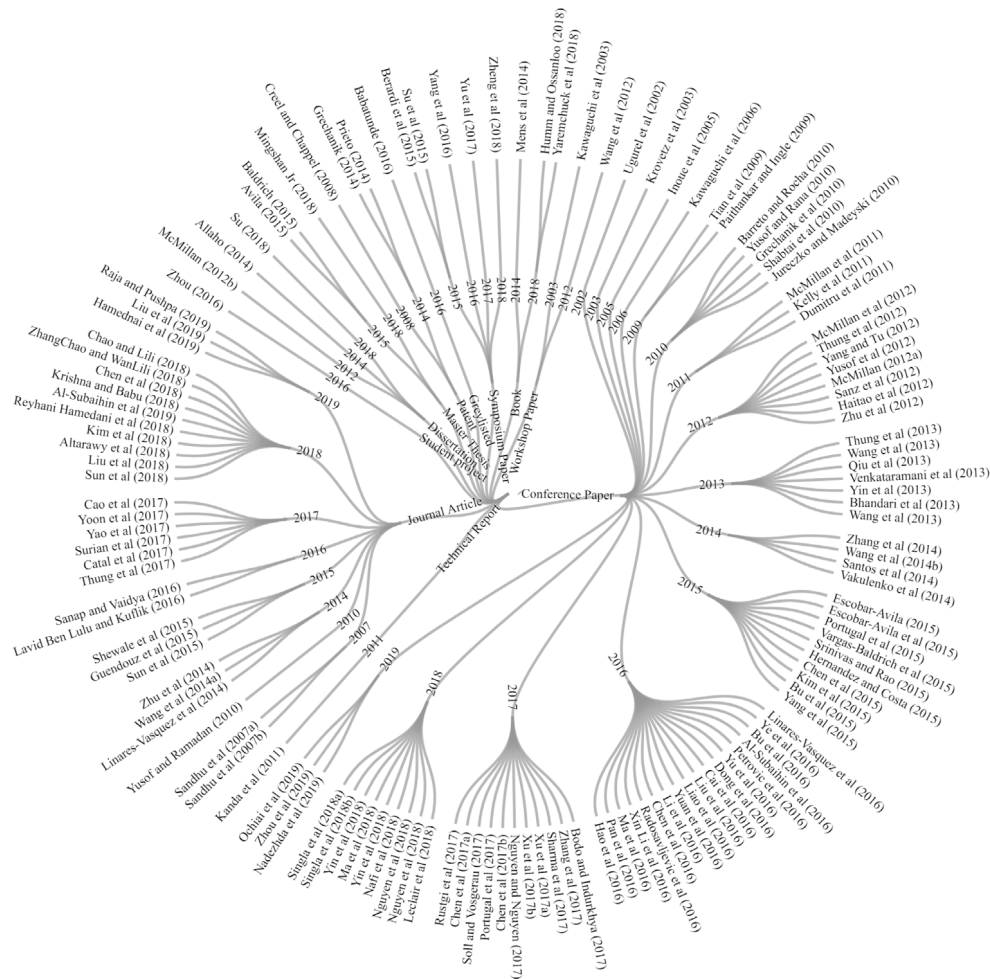 Conference Paper
2002
Ugurel et al (2002)
2003
Krovetz et al (2003)
2005
Inoue et al (2005)
2006
Kawaguchi et al (2006)
2009
Tian et al (2009)
Paithankar and Ingle (2009)
2010
Barreto and Rocha (2010)
Yusof and Rana (2010)
Grechanik et al (2010)
Shabtai et al (2010)
Jureczko and Madeyski (2010)
2011
McMillan et al (2011)
Kelly et al (2011)
Dumitru et al (2011)
2012
McMillan et al (2012)
Thung et al (2012)
Yang and Tu (2012)
Yusof et al (2012)
McMillan (2012a)
Sanz et al (2012)
Haitao et al (2012)
Zhu et al (2012)
2013
Thung et al (2013)
Wang et al (2013)
Qiu et al (2013)
Venkataramani et al (2013)
Yin et al (2013)
Bhandari et al (2013)
Wang et al (2013)
2014
Zhang et al (2014)
Wang et al (2014b)
Santos et al (2014)
Vakulenko et al (2014)
2015
Escobar-Avila (2015)
Escobar-Avila et al (2015)
Portugal et al (2015)
Vargas-Baldrich et al (2015)
Srinivas and Rao (2015)
Hernandez and Costa (2015)
Chen et al (2015)
Kim et al (2015)
Bu et al (2015)
Yang et al (2015)
2016
Linares-Vasquez et al (2016)
Ye et al (2016)
Bu et al (2016)
Al-Subaihin et al (2016)
Petrovic et al (2016)
Yu et al (2016)
Dong et al (2016)
Cai et al (2016)
Liu et al (2016)
Liao et al (2016)
Yuan et al (2016)
Chen et al (2016)
Li et al (2016)
Radosavljevic et al (2016)
Xin Li et al (2016)
Ma et al (2016)
Pan et al (2016)
Hao et al (2016)
2017
Bodo and Indurkhya (2017)
Zhang et al (2017)
Sharma et al (2017)
Xu et al (2017a)
Xu et al (2017b)
Nguyen and Nguyen (2017)
Chen et al (2017b)
Portugal et al (2017)
Soll and Vosgerau (2017)
Chen et al (2017a)
Rustgi et al (2017)
2018
Leclair et al (2018)
Nguyen et al (2018)
Nguyen et al (2018)
Nafi et al (2018)
Yin et al (2018)
Ma et al (2018)
Yin et al (2018)
Singla et al (2018b)
Singla et al (2018a)
2019
Nadezhda et al (2019)
Zhou et al (2019)
Ochiai et al (2019)
Technical Report
2011
Kanda et al (2011)
Journal Article
2007
Sandhu et al (2007b)
Sandhu et al (2007a)
2010
Yusof and Ramadan (2010)
2014
Linares-Vasquez et al (2014)
Wang et al (2014a)
Zhu et al (2014)
2015
Sun et al (2015)
Guendouz et al (2015)
Shewale et al (2015)
2016
Lavid Ben Lulu and Kuflik (2016)
Sanap and Vaidya (2016)
2017
Thung et al (2017)
Catal et al (2017)
Surian et al (2017)
Yao et al (2017)
Yoon et al (2017)
Cao et al (2017)
2018
Sun et al (2018)
Liu et al (2018)
Altarawy et al (2018)
Kim et al (2018)
Reyhani Hamedani et al (2018)
Al-Subaihin et al (2019)
Krishna and Babu (2018)
Chen et al (2018)
ZhangChao and WanLili (2018)
Chao and Lili (2018)
2019
Hamednai et al (2019)
Liu et al (2019)
Raja and Pushpa (2019)
Student project
2016
Zhou (2016)
Dissertation
2012
McMillan (2012b)
2014
Allaho (2014)
2018
Su (2018)
Master Thesis
2015
Avila (2015)
Baldrich (2015)
2018
Mingshan Jr (2018)
Patent
2008
Creel and Chappel (2008)
2014
Grechanik (2014)
Prieto (2014)
Greylisted
2016
Babatunde (2016)
Symposium Paper
2015
Berardi et al (2015)
Su et al (2015)
2016
Yang et al (2016)
2017
Yu et al (2017)
2018
Zheng et al (2018)
Book
2014
Mens et al (2014)
2018
Humm and Ossanloo (2018)
Yaremchuck et al (2018)
Workshop Paper
2003
Kawaguchi et al (2003)
2012
Wang et al (2012)